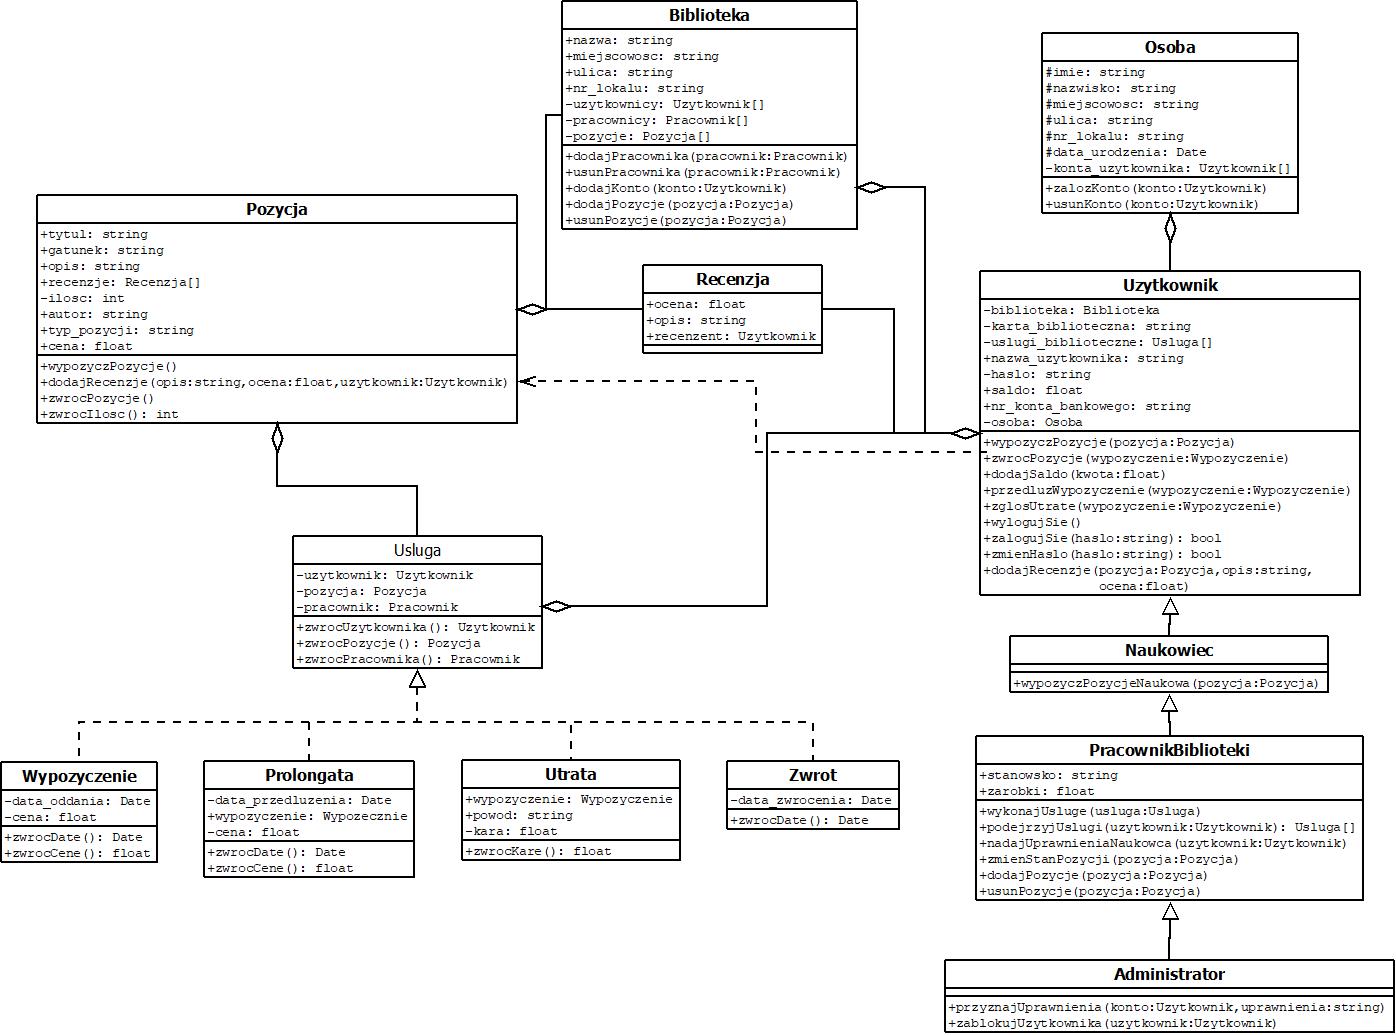 Biblioteka
+nazwa: string
+miejscowosc: string
+ulica: string
+nr_lokalu: string
-uzytkownicy: Uzytkownik[]
-pracownicy: Pracownik[]
-pozycje: Pozycja[]
+dodajPracownika(pracownik:Pracownik)
+usunPracownika(pracownik:Pracownik)
+dodajKonto(konto:Uzytkownik)
+dodajPozycje(pozycja:Pozycja)
+usunPozycje(pozycja:Pozycja)
Osoba
#imie: string
#nazwisko: string
#miejscowosc: string
#ulica: string
#nr_lokalu: string
#data_urodzenia: Date
-konta_uzytkownika: Uzytkownik[]
+zalozKonto(konto:Uzytkownik)
+usunKonto(konto:Uzytkownik)
Pozycja
+tytul: string
+gatunek: string
+opis: string
+recenzje: Recenzja[]
-ilosc: int
+autor: string
+typ_pozycji: string
+cena: float
+wypozyczPozycje()
+dodajRecenzje(opis:string,ocena:float,uzytkownik:Uzytkownik)
+zwrocPozycje()
+zwrocIlosc(): int
Recenzja
+ocena: float
+opis: string
+recenzent: Uzytkownik
Uzytkownik
-biblioteka: Biblioteka
-karta_biblioteczna: string
-uslugi_biblioteczne: Usluga[]
+nazwa_uzytkownika: string
-haslo: string
+saldo: float
+nr_konta_bankowego: string
-osoba: Osoba
+wypozyczPozycje(pozycja:Pozycja)
+zwrocPozycje(wypozyczenie:Wypozyczenie)
+dodajSaldo(kwota:float)
+przedluzWypozyczenie(wypozyczenie:Wypozyczenie)
+zglosUtrate(wypozyczenie:Wypozyczenie)
+wylogujSie()
+zalogujSie(haslo:string): bool
+zmienHaslo(haslo:string): bool
+dodajRecenzje(pozycja:Pozycja,opis:string,
ocena:float)
Usluga
-uzytkownik: Uzytkownik
-pozycja: Pozycja
-pracownik: Pracownik
+zwrocUzytkownika(): Uzytkownik
+zwrocPozycje(): Pozycja
+zwrocPracownika(): Pracownik
Naukowiec
+wypozyczPozycjeNaukowa(pozycja:Pozycja)
Wypozyczenie
-data_oddania: Date
-cena: float
+zwrocDate(): Date
+zwrocCene(): float
Prolongata
-data_przedluzenia: Date
+wypozyczenie: Wypozecznie
-cena: float
+zwrocDate(): Date
+zwrocCene(): float
Utrata
+wypozyczenie: Wypozyczenie
+powod: string
-kara: float
+zwrocKare(): float
Zwrot
-data_zwrocenia: Date
+zwrocDate(): Date
PracownikBiblioteki
+stanowsko: string
+zarobki: float
+wykonajUsluge(usluga:Usluga)
+podejrzyjUslugi(uzytkownik:Uzytkownik): Usluga[]
+nadajUprawnieniaNaukowca(uzytkownik:Uzytkownik)
+zmienStanPozycji(pozycja:Pozycja)
+dodajPozycje(pozycja:Pozycja)
+usunPozycje(pozycja:Pozycja)
Administrator
+przyznajUprawnienia(konto:Uzytkownik,uprawnienia:string)
+zablokujUzytkownika(uzytkownik:Uzytkownik)